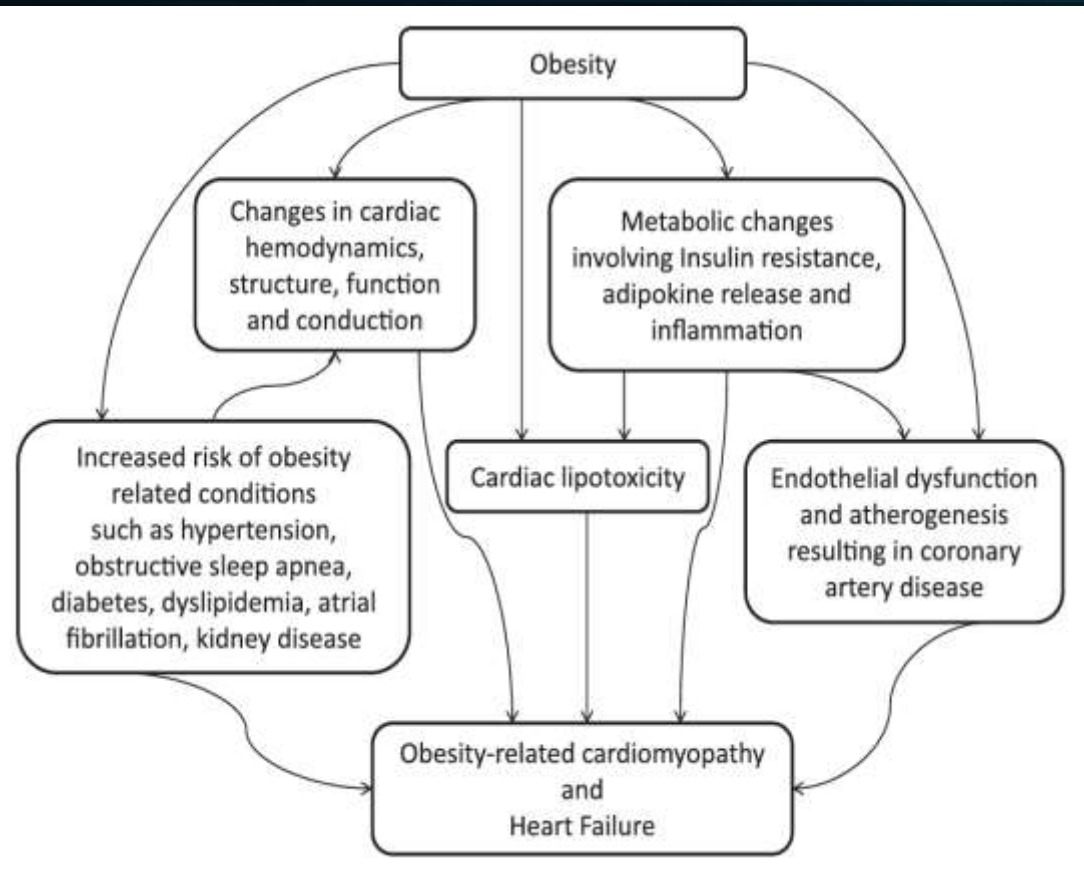 Obesity
Changes in cardiac
hemodynamics,
structure, function
and conduction
Metabolic changes
involving Insulin resistance,
adipokine release and
inflammation
Increased risk of obesity
related conditions
such as hypertension,
obstructive sleep apnea,
diabetes, dyslipidemia, atrial
fibrillation, kidney disease
Cardiac lipotoxicity
Endothelial dysfunction
and atherogenesis
resulting in coronary
artery disease
Obesity-related cardiomyopathy
and
Heart Failure